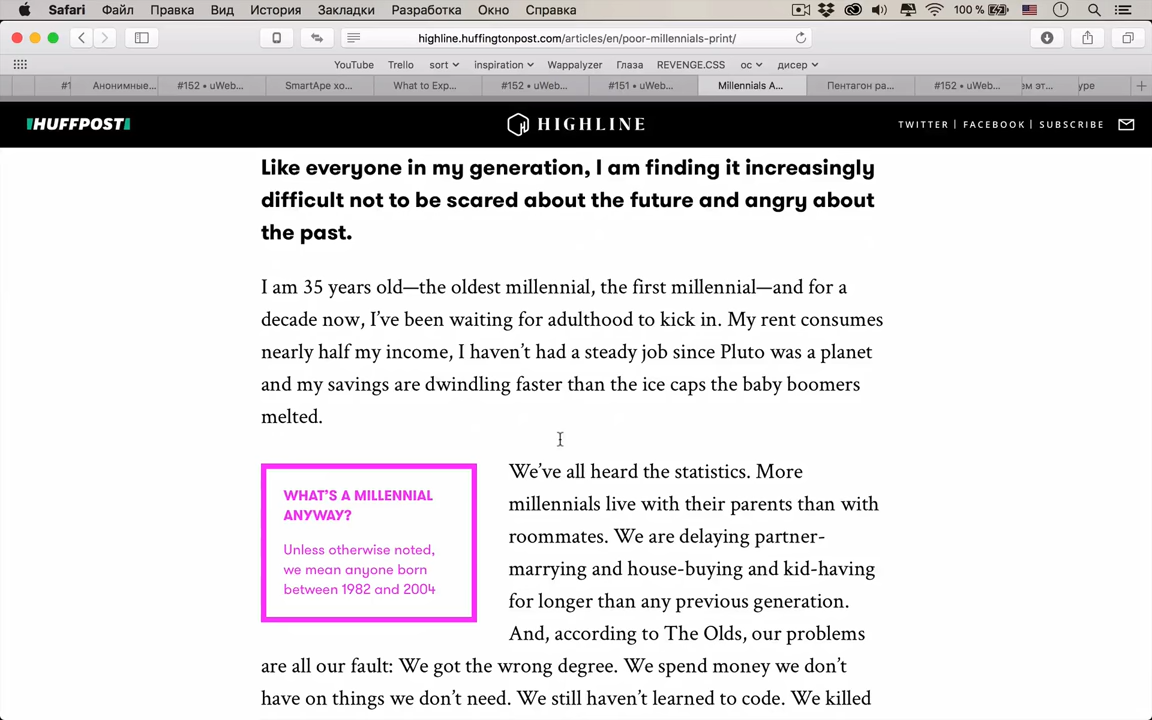 Safari Файл Правка Вид История Закладки Разработка Окно Справка 100 %
highline.huffingtonpost.com/articles/en/poor-millennials-print/
YouTube Trello sort inspiration Wappalyzer Глаза REVENGE.CSS ос дисер
#1 Анонимные... #152 • uWeb... SmartApe хо... What to Exp... #152 • uWeb... #151 • uWeb... Millennials A... Пентагон ра... #152 • uWeb... ем эт... ype
HUFFPOST HIGHLINE TWITTER | FACEBOOK | SUBSCRIBE
Like everyone in my generation, I am finding it increasingly
difficult not to be scared about the future and angry about
the past.
I am 35 years old—the oldest millennial, the first millennial—and for a
decade now, I’ve been waiting for adulthood to kick in. My rent consumes
nearly half my income, I haven’t had a steady job since Pluto was a planet
and my savings are dwindling faster than the ice caps the baby boomers
melted.
WHAT’S A MILLENNIAL
ANYWAY?
Unless otherwise noted,
we mean anyone born
between 1982 and 2004
We’ve all heard the statistics. More
millennials live with their parents than with
roommates. We are delaying partner-
marrying and house-buying and kid-having
for longer than any previous generation.
And, according to The Olds, our problems
are all our fault: We got the wrong degree. We spend money we don’t
have on things we don’t need. We still haven’t learned to code. We killed